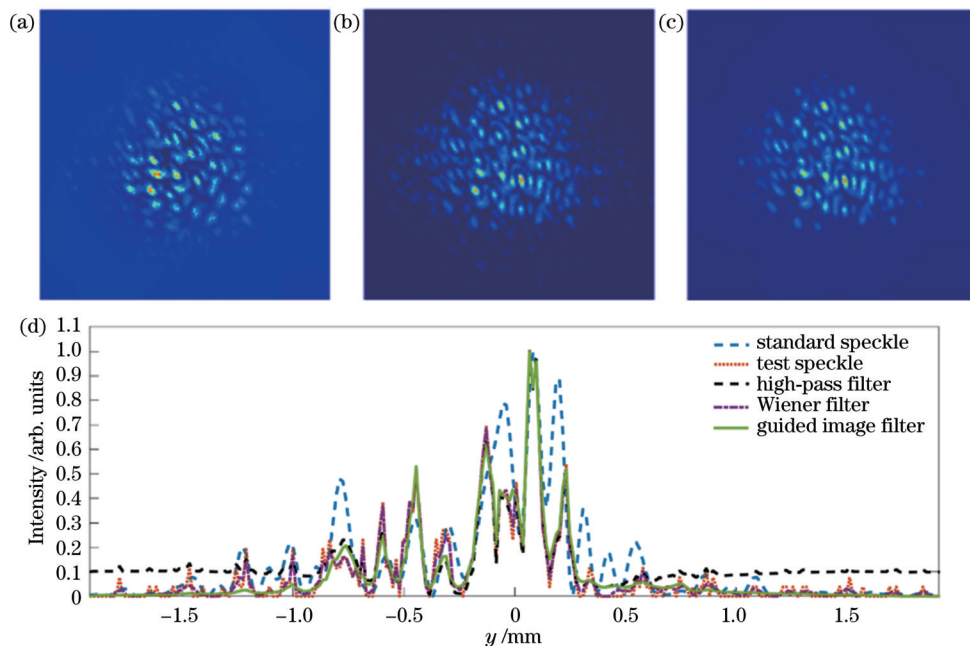 (a) (b) (c)
(d)
1.1
1.0
0.9
0.8
0.7
0.6
0.5
0.4
0.3
0.2
0.1
0
Intensity /arb. units
standard speckle
test speckle
high-pass filter
Wiener filter
guided image filter
−1.5 −1.0 −0.5 0 0.5 1.0 1.5
y /mm